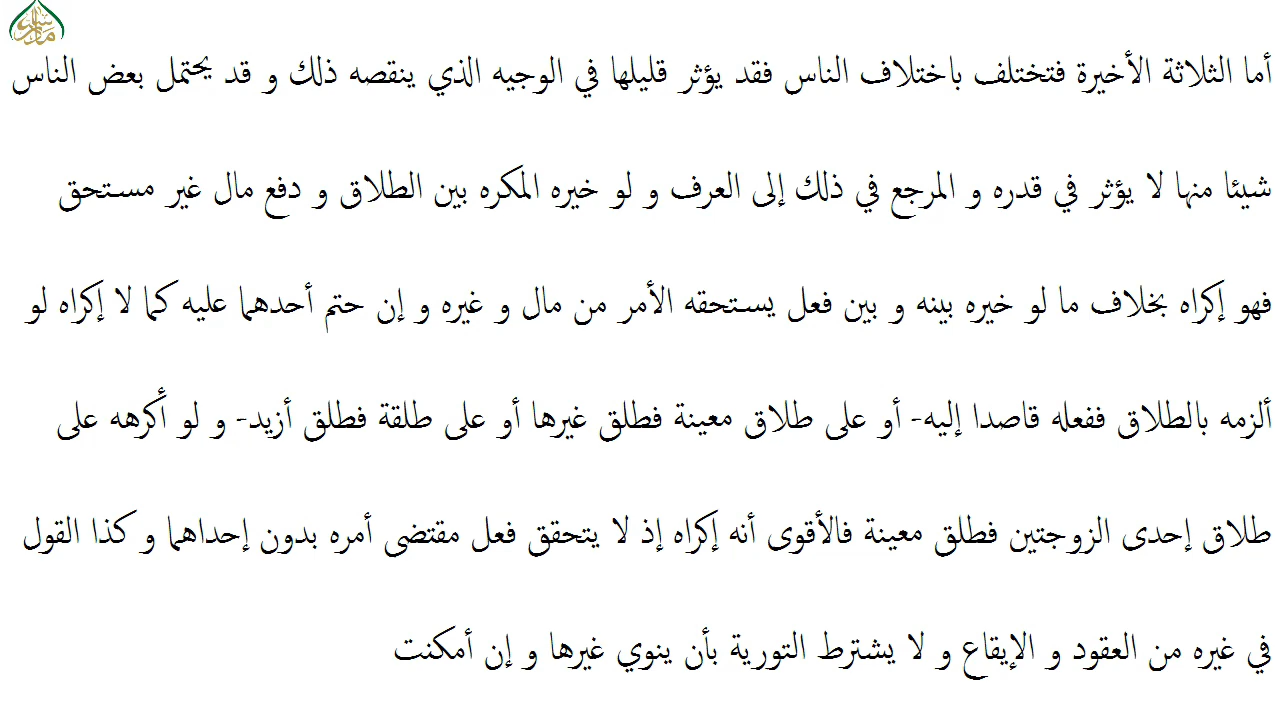 أما الثلاثة الأخيرة فتختلف باختلاف الناس فقد يؤثر قليلها في الوجيه الذي ينقصه ذلك و قد يحتمل بعض الناس
شيئا منها لا يؤثر في قدره و المرجع في ذلك إلى العرف و لو خيره المكره بين الطلاق و دفع مال غير مستحق
فهو إكراه بخلاف ما لو خيره بينه و بين فعل يستحقه الأمر من مال و غيره و إن حتم أحدهما عليه كما لا إكراه لو
ألزمه بالطلاق ففعله قاصدا إليه- أو على طلاق معينة فطلق غيرها أو على طلقة فطلق أزيد- و لو أكرهه على
طلاق إحدى الزوجتين فطلق معينة فالأقوى أنه إكراه إذ لا يتحقق فعل مقتضى أمره بدون إحداهما و كذا القول
في غيره من العقود و الإيقاع و لا يشترط التورية بأن ينوي غيرها و إن أمكنت